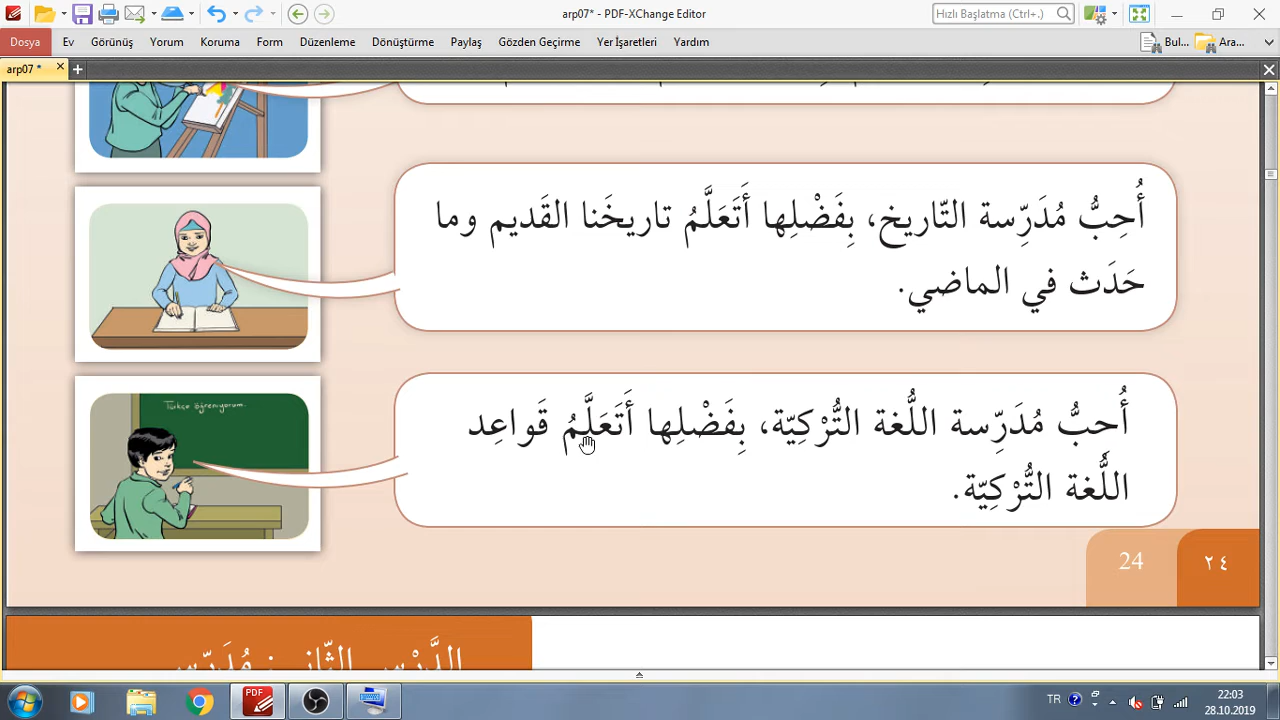 arp07* - PDF-XChange Editor
Hızlı Başlatma (Ctrl+.)
Dosya Ev Görünüş Yorum Koruma Form Düzenleme Dönüştürme Paylaş Gözden Geçirme Yer İşaretleri Yardım Bul... Ara...
arp07 *
أُحِبُّ مُدَرِّسة التّاريخ، بِفَضْلِها أَتَعَلَّمُ تاريخَنا القَديم وما
حَدَث في الماضي.
Türkçe öğreniyorum.
أُحبُّ مُدَرِّسة اللُّغة التُّرْكِيّة، بِفَضْلِها أَتَعَلَّمُ قَواعِد
اللُّغة التُّرْكِيّة.
24 ٢٤
PDF
TR
22:03
28.10.2019